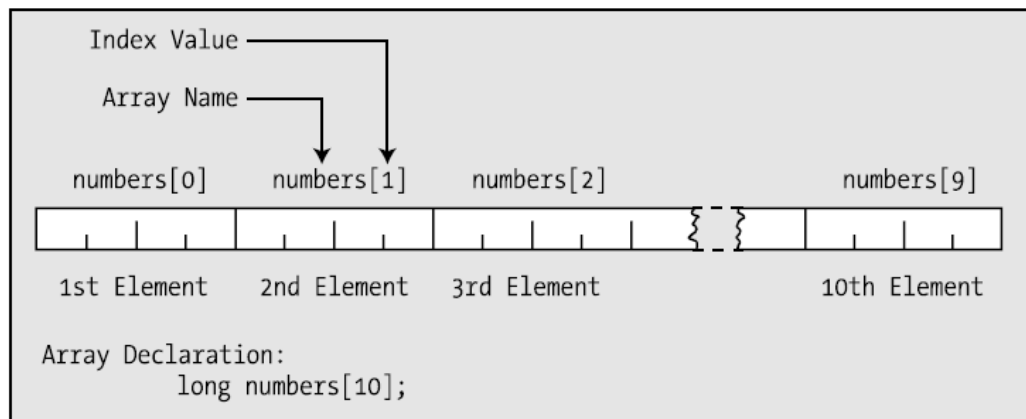 Index Value
Array Name
numbers[0] numbers[1] numbers[2] numbers[9]
1st Element 2nd Element 3rd Element 10th Element
Array Declaration:
long numbers[10];